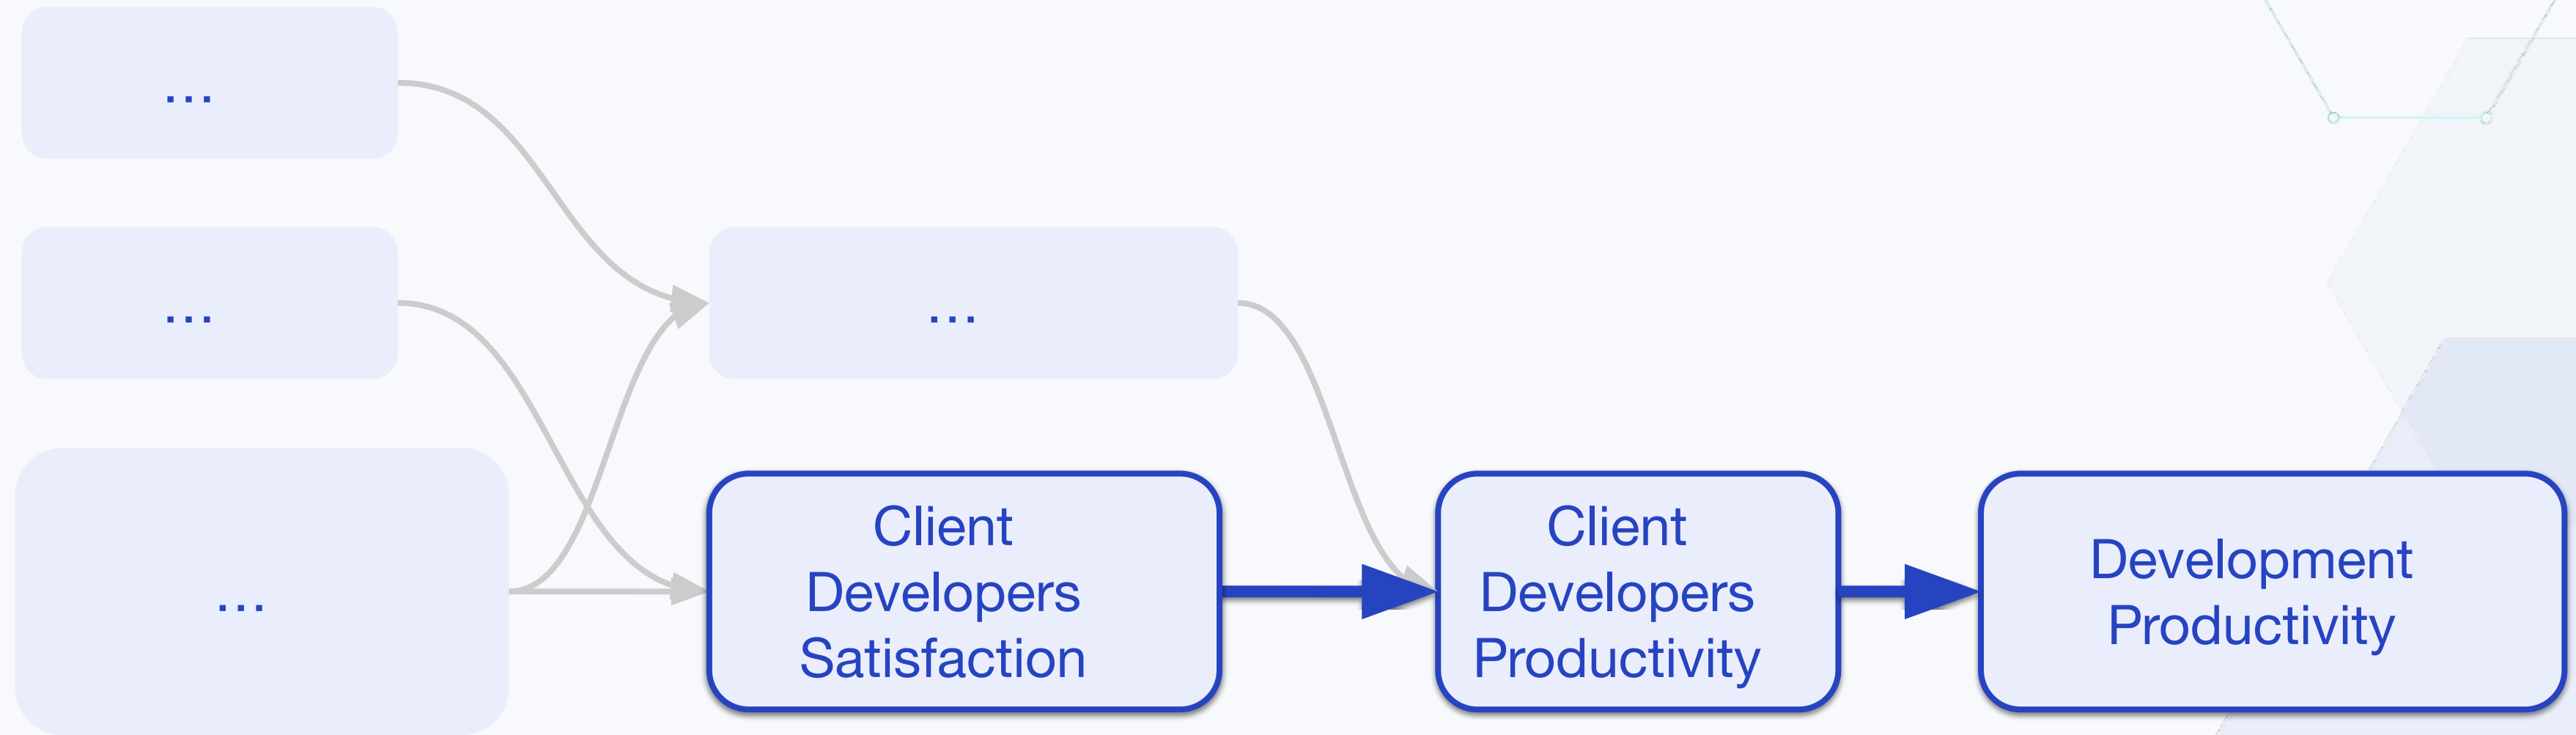 ...
...
...
...
Client
Developers
Satisfaction
Client
Developers
Productivity
Development
Productivity